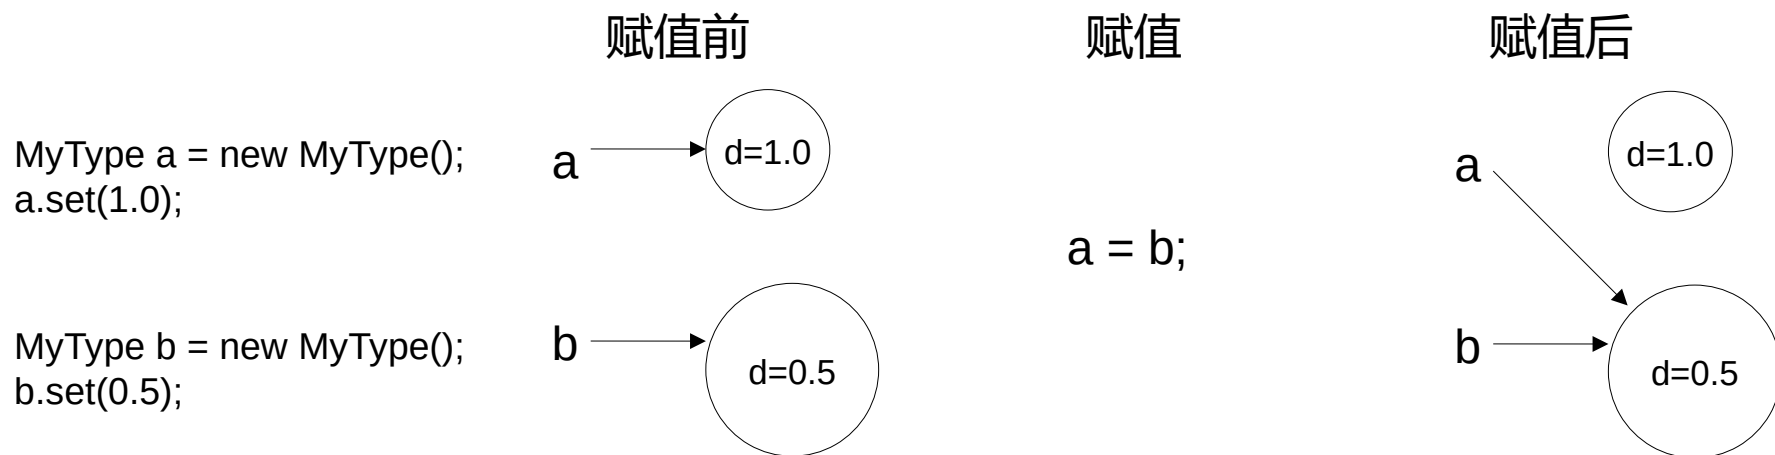 赋值前
赋值
赋值后
MyType a = new MyType();
a.set(1.0);
a
d=1.0
a = b;
a
d=1.0
MyType b = new MyType();
b.set(0.5);
b
d=0.5
b
d=0.5